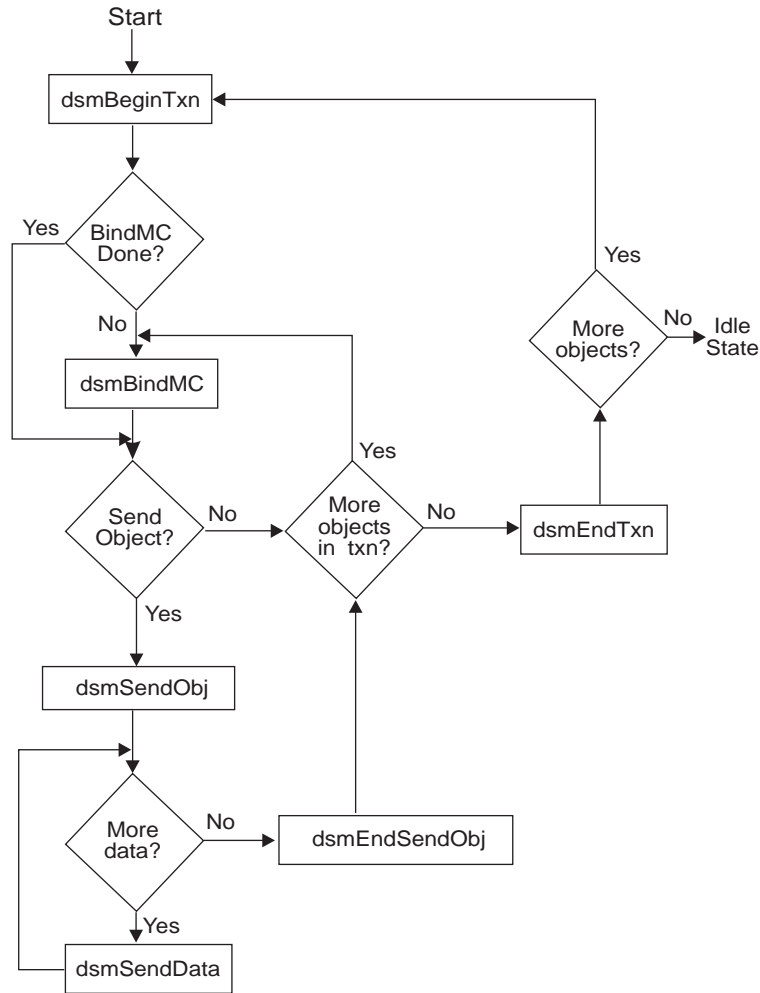 Start
dsmBeginTxn
Yes
BindMC
Done?
Yes
More
objects?
No
Idle
State
No
dsmBindMC
Yes
Send
Object?
No
More
objects
in txn?
No
dsmEndTxn
Yes
dsmSendObj
More
data?
No
dsmEndSendObj
Yes
dsmSendData